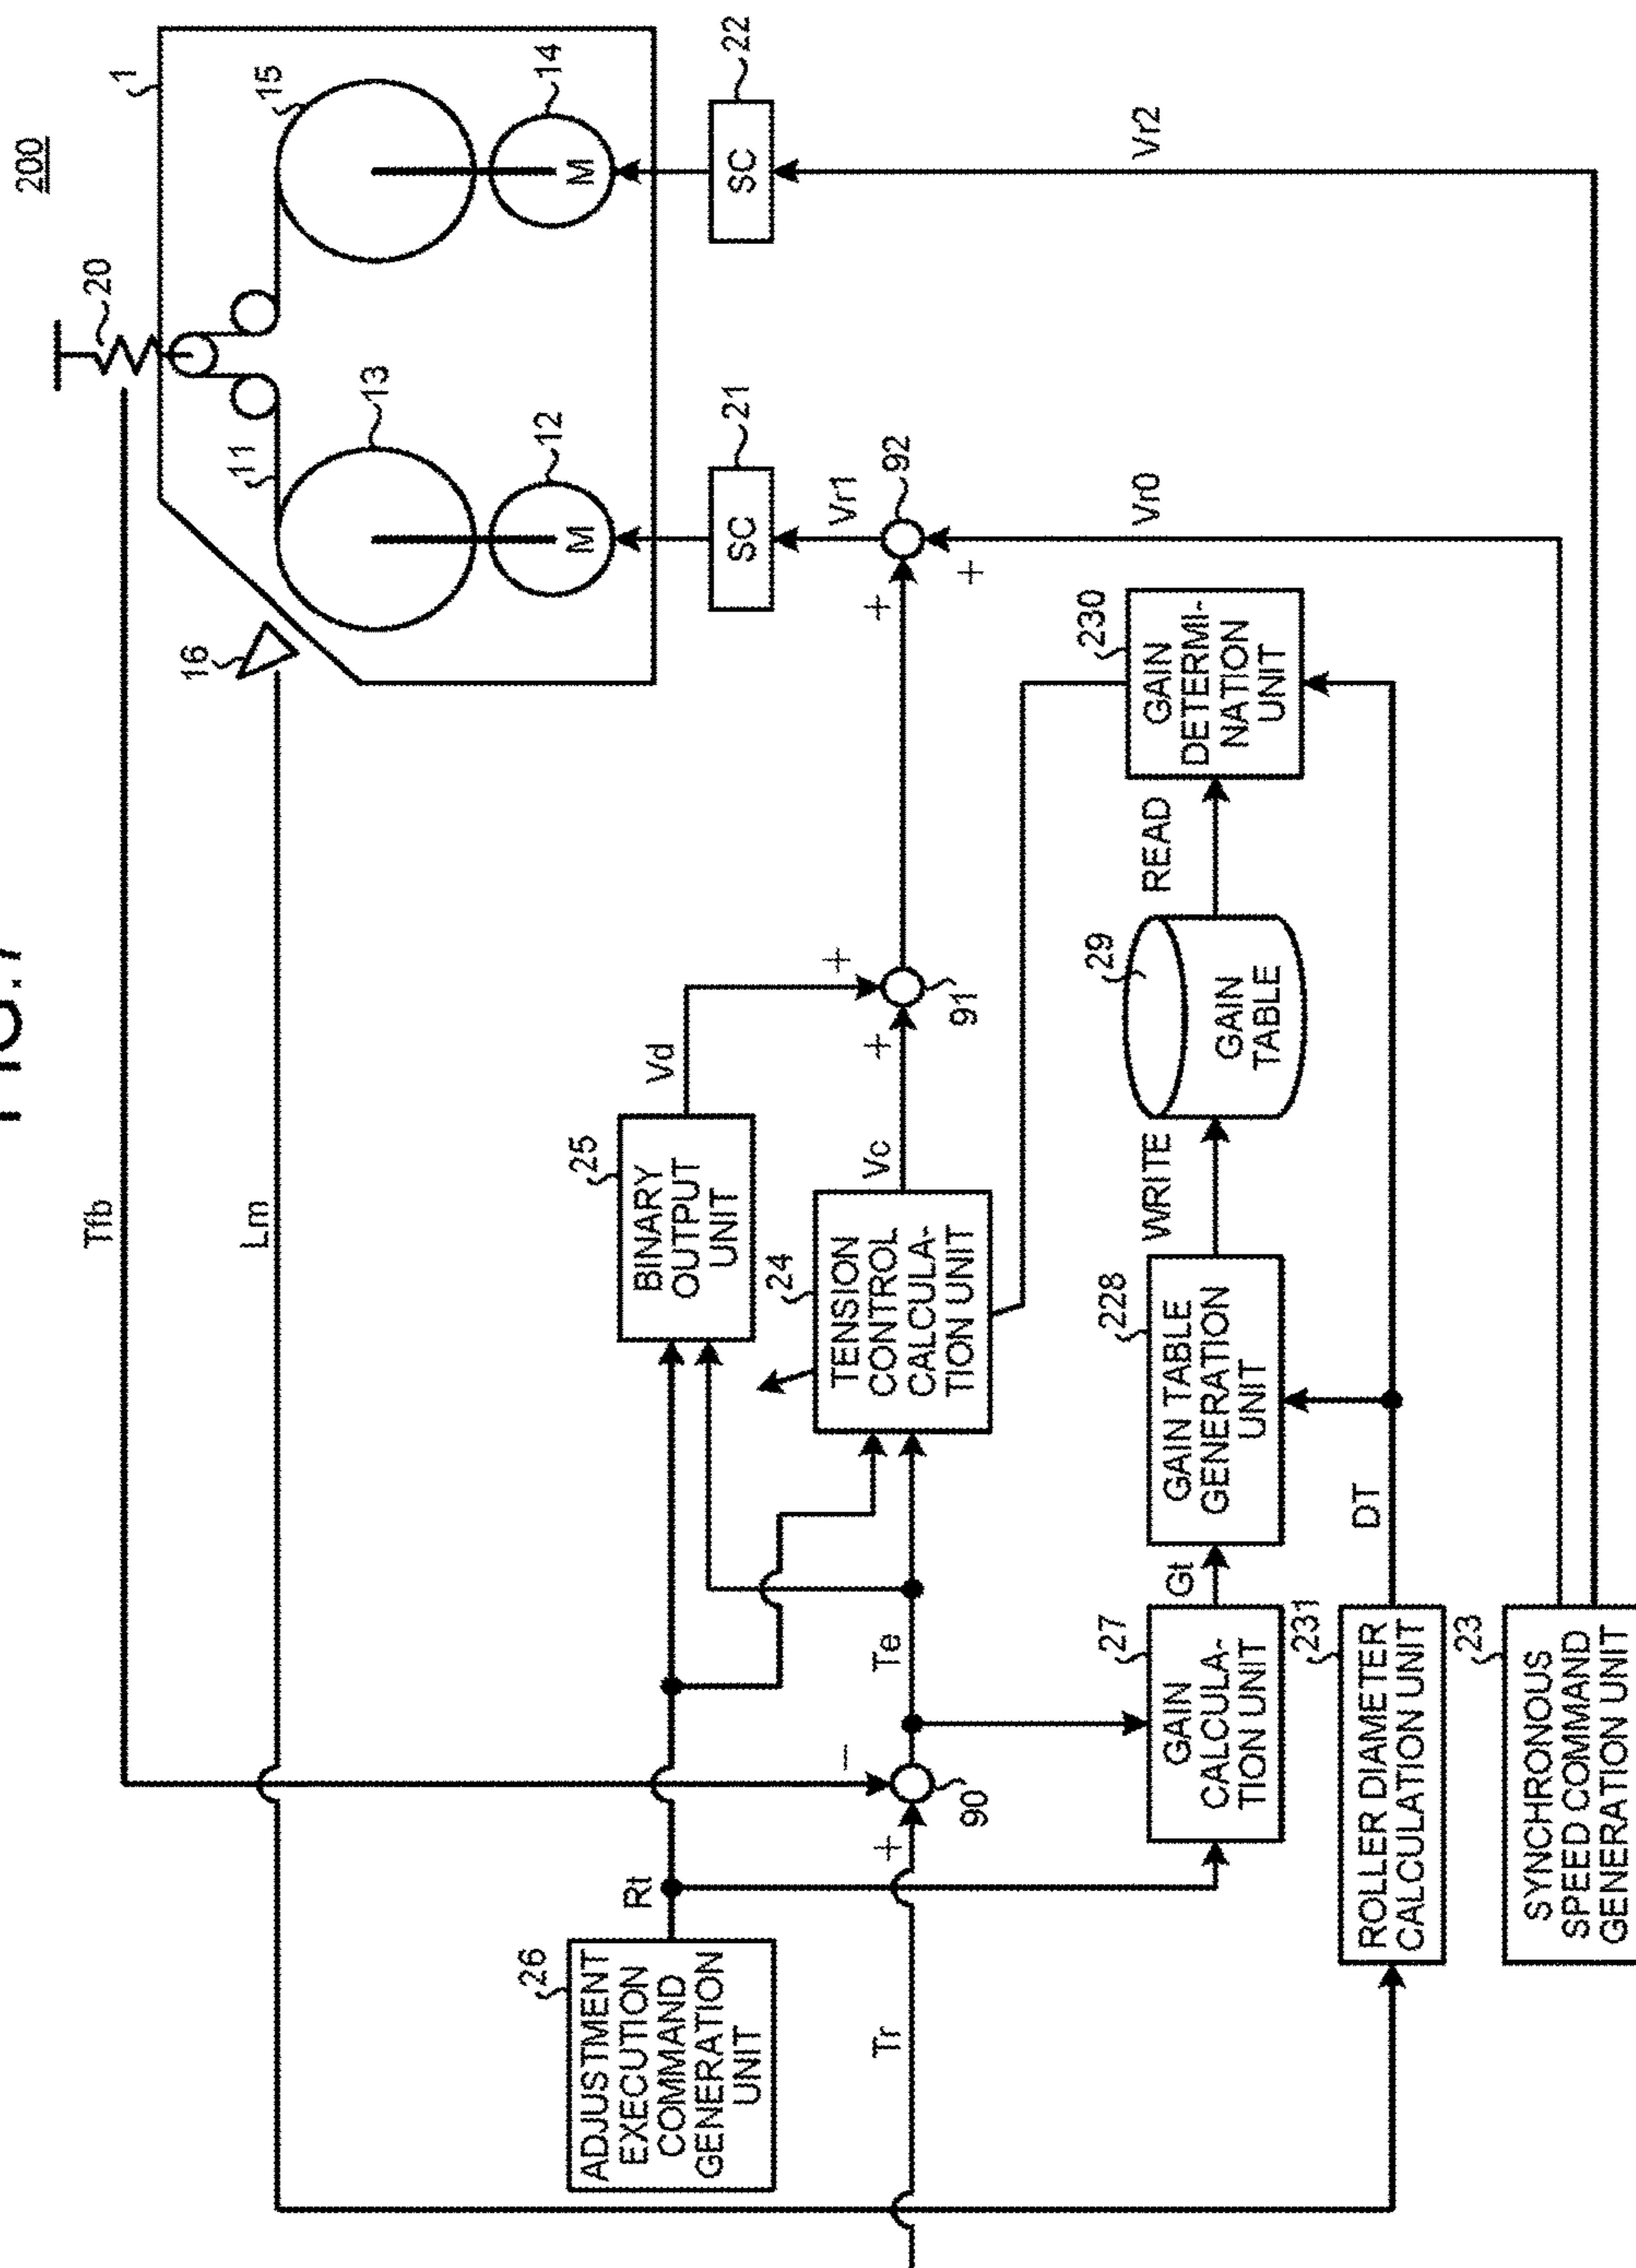 200
Tfb
20
1
16
Lm
11
13
15
12
14
M
M
26
ADJUSTMENT
EXECUTION
COMMAND
GENERATION
UNIT
Rt
25
BINARY
OUTPUT
UNIT
Vd
21
SC
22
SC
Tr
+
−
90
Te
24
TENSION
CONTROL
CALCULA-
TION UNIT
Vc
+
+
91
+
+
92
Vr1
27
GAIN
CALCULA-
TION UNIT
Gt
228
GAIN TABLE
GENERATION
UNIT
WRITE
29
GAIN
TABLE
READ
230
GAIN
DETERMI-
NATION
UNIT
Vr0
Vr2
231
ROLLER DIAMETER
CALCULATION UNIT
DT
23
SYNCHRONOUS
SPEED COMMAND
GENERATION UNIT